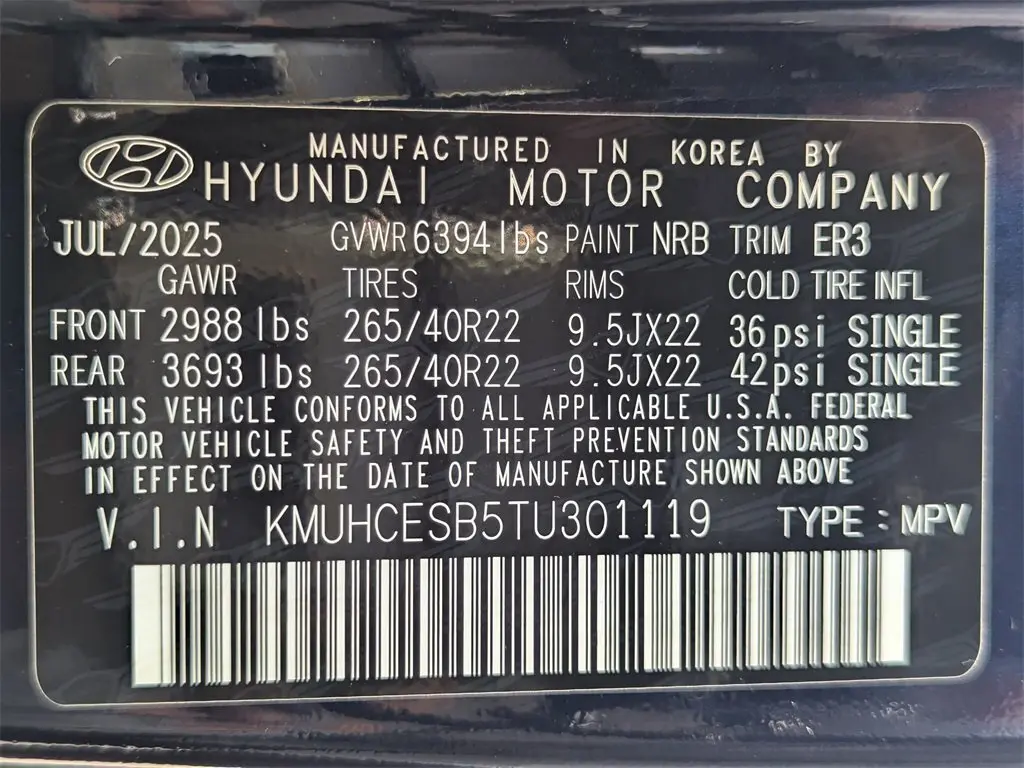 MANUFACTURED IN KOREA BY
HYUNDAI MOTOR COMPANY
JUL/2025 GVWR 6394 lbs PAINT NRB TRIM ER3
GAWR TIRES RIMS COLD TIRE INFL
FRONT 2988 lbs 265/40R22 9.5JX22 36psi SINGLE
REAR 3693 lbs 265/40R22 9.5JX22 42psi SINGLE
THIS VEHICLE CONFORMS TO ALL APPLICABLE U.S.A. FEDERAL
MOTOR VEHICLE SAFETY AND THEFT PREVENTION STANDARDS
IN EFFECT ON THE DATE OF MANUFACTURE SHOWN ABOVE
V.I.N KMUHCESB5TU301119 TYPE : MPV